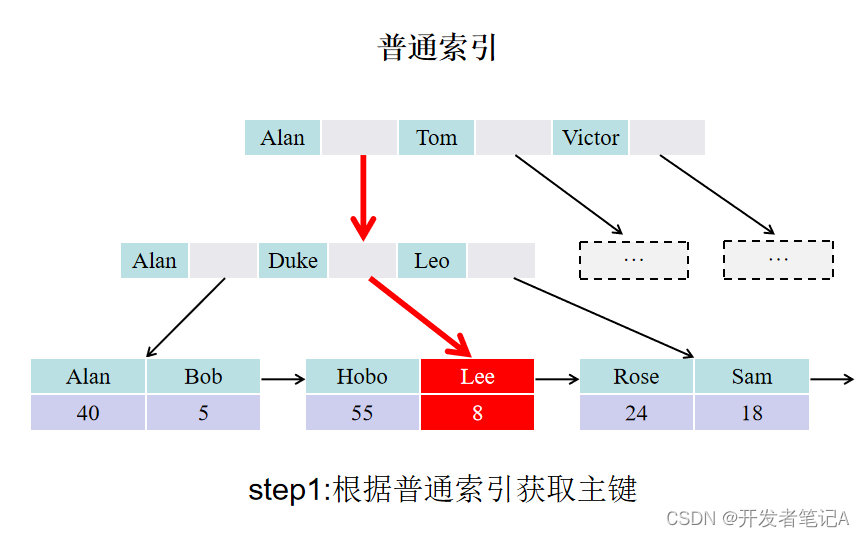 普通索引
Alan Tom Victor
Alan Duke Leo … …
Alan Bob Hobo Lee Rose Sam
40 5 55 8 24 18
step1:根据普通索引获取主键
CSDN @开发者笔记A